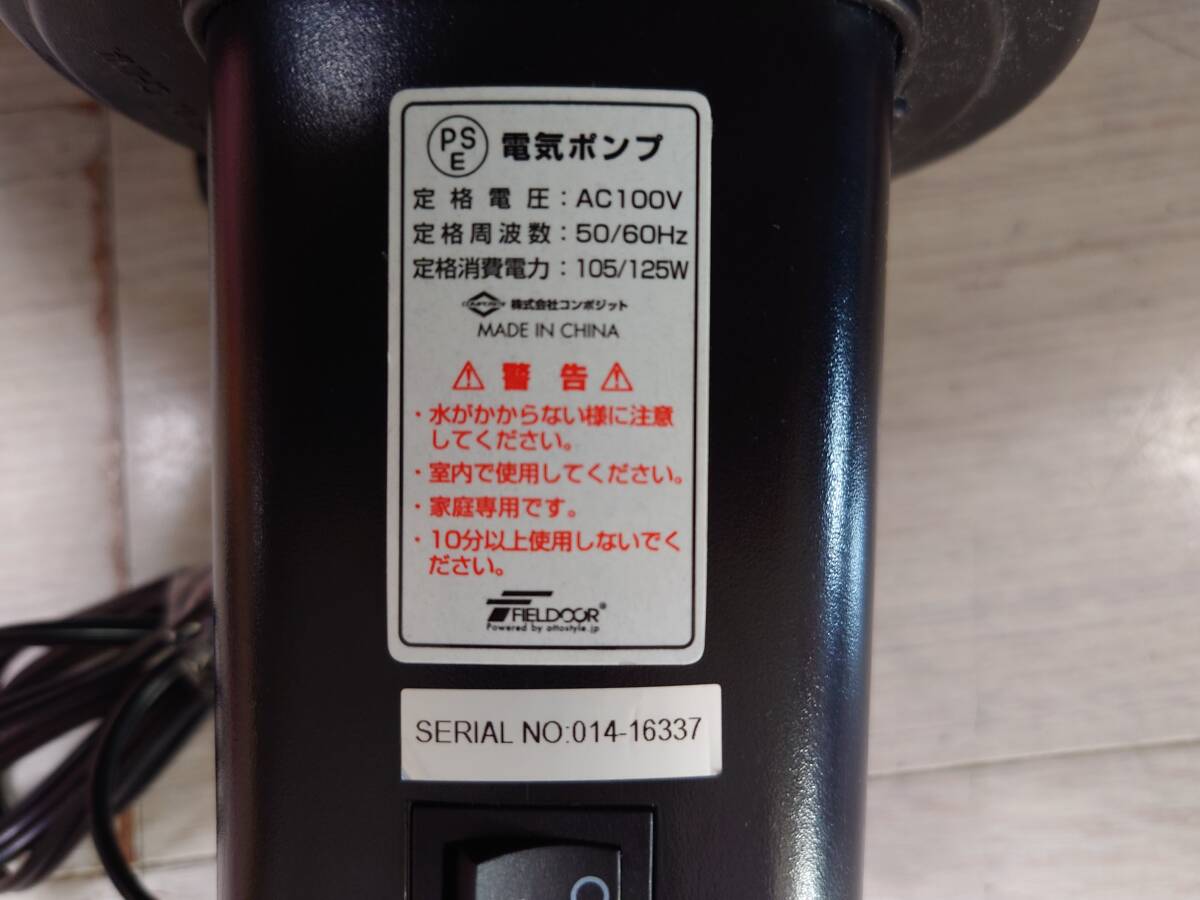 PSE 電気ポンプ
定格電圧：AC100V
定格周波数：50/60Hz
定格消費電力：105/125W
株式会社コンポジット
MADE IN CHINA
警告
・水がかからない様に注意
してください。
・室内で使用してください。
・家庭専用です。
・10分以上使用しないでく
ださい。
FIELDOOR®
Powered by ottostyle.jp
SERIAL NO:014-16337